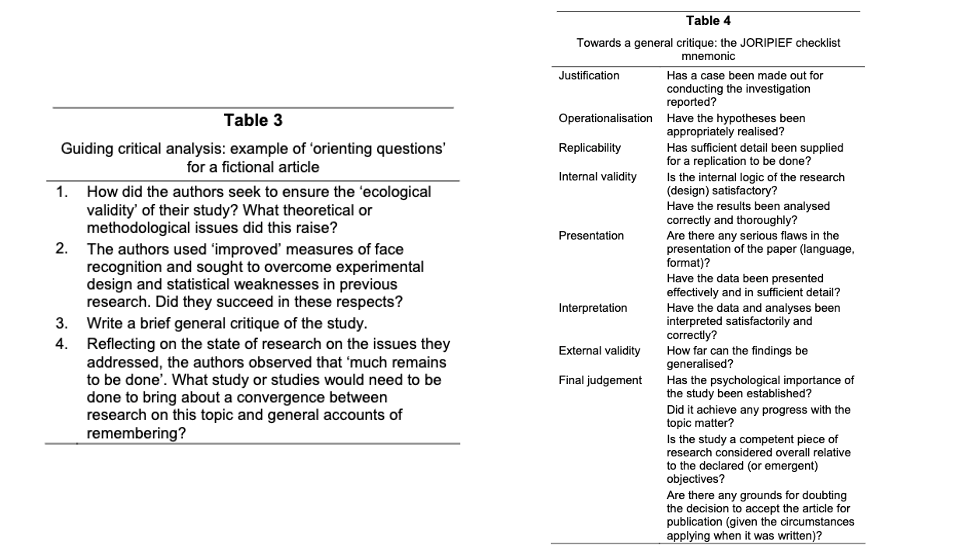 Table 3
Guiding critical analysis: example of ‘orienting questions’
for a fictional article
1. How did the authors seek to ensure the ‘ecological
validity’ of their study? What theoretical or
methodological issues did this raise?
2. The authors used ‘improved’ measures of face
recognition and sought to overcome experimental
design and statistical weaknesses in previous
research. Did they succeed in these respects?
3. Write a brief general critique of the study.
4. Reflecting on the state of research on the issues they
addressed, the authors observed that ‘much remains
to be done’. What study or studies would need to be
done to bring about a convergence between
research on this topic and general accounts of
remembering?
Table 4
Towards a general critique: the JORIPIEF checklist
mnemonic
Justification Has a case been made out for
conducting the investigation
reported?
Operationalisation Have the hypotheses been
appropriately realised?
Replicability Has sufficient detail been supplied
for a replication to be done?
Internal validity Is the internal logic of the research
(design) satisfactory?
Have the results been analysed
correctly and thoroughly?
Presentation Are there any serious flaws in the
presentation of the paper (language,
format)?
Have the data been presented
effectively and in sufficient detail?
Interpretation Have the data and analyses been
interpreted satisfactorily and
correctly?
External validity How far can the findings be
generalised?
Final judgement Has the psychological importance of
the study been established?
Did it achieve any progress with the
topic matter?
Is the study a competent piece of
research considered overall relative
to the declared (or emergent)
objectives?
Are there any grounds for doubting
the decision to accept the article for
publication (given the circumstances
applying when it was written)?